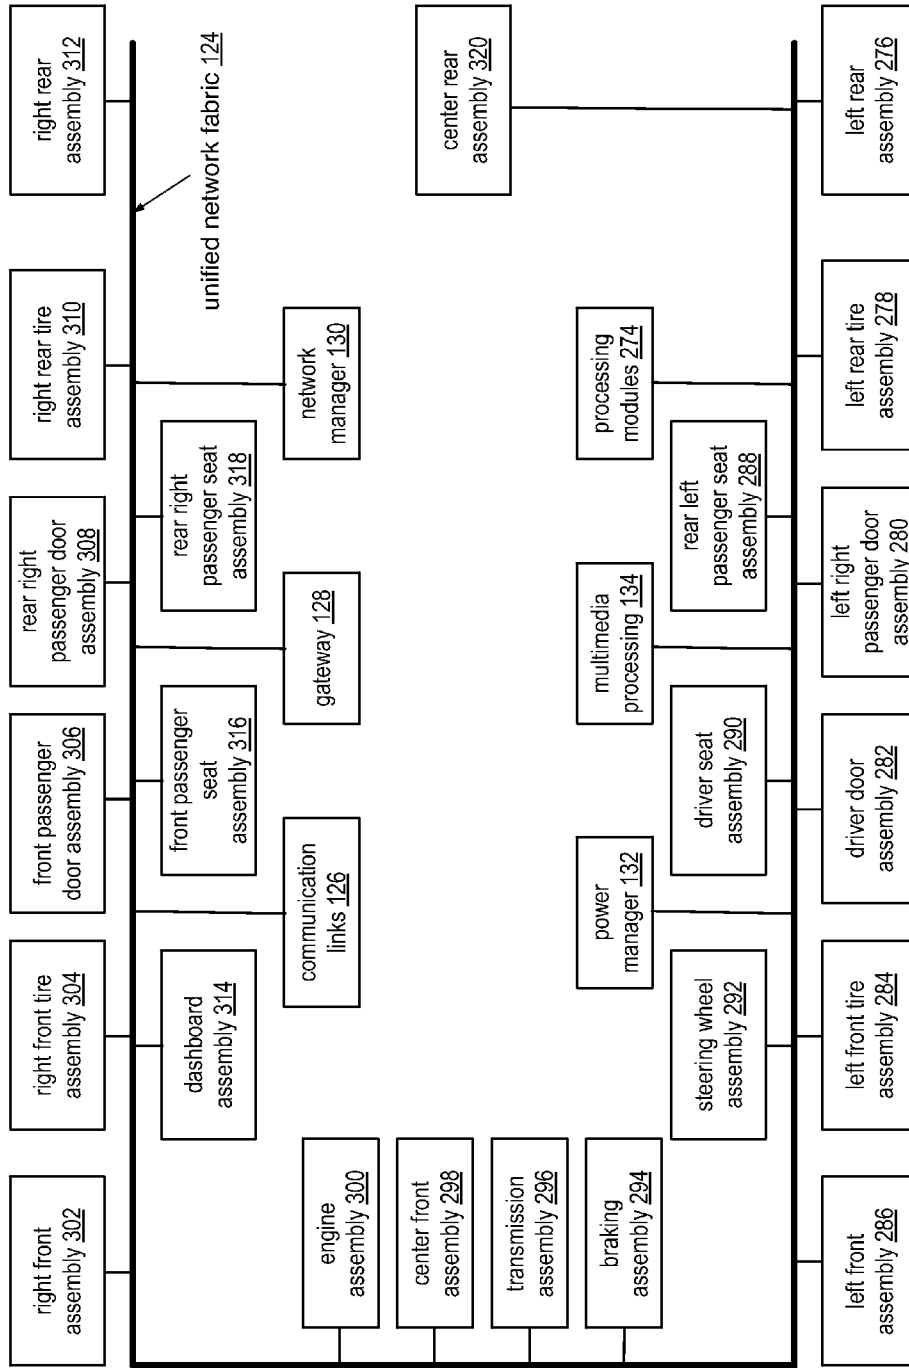 right rear
assembly 312
right rear tire
assembly 310
rear right
passenger door
assembly 308
front passenger
door assembly 306
right front tire
assembly 304
right front
assembly 302
unified network fabric 124
rear right
passenger seat
assembly 318
front passenger
seat
assembly 316
dashboard
assembly 314
network
manager 130
gateway 128
communication
links 126
engine
assembly 300
center front
assembly 298
transmission
assembly 296
braking
assembly 294
center rear
assembly 320
processing
modules 274
multimedia
processing 134
power
manager 132
rear left
passenger seat
assembly 288
driver seat
assembly 290
steering wheel
assembly 292
left rear
assembly 276
left rear tire
assembly 278
left right
passenger door
assembly 280
driver door
assembly 282
left front tire
assembly 284
left front
assembly 286